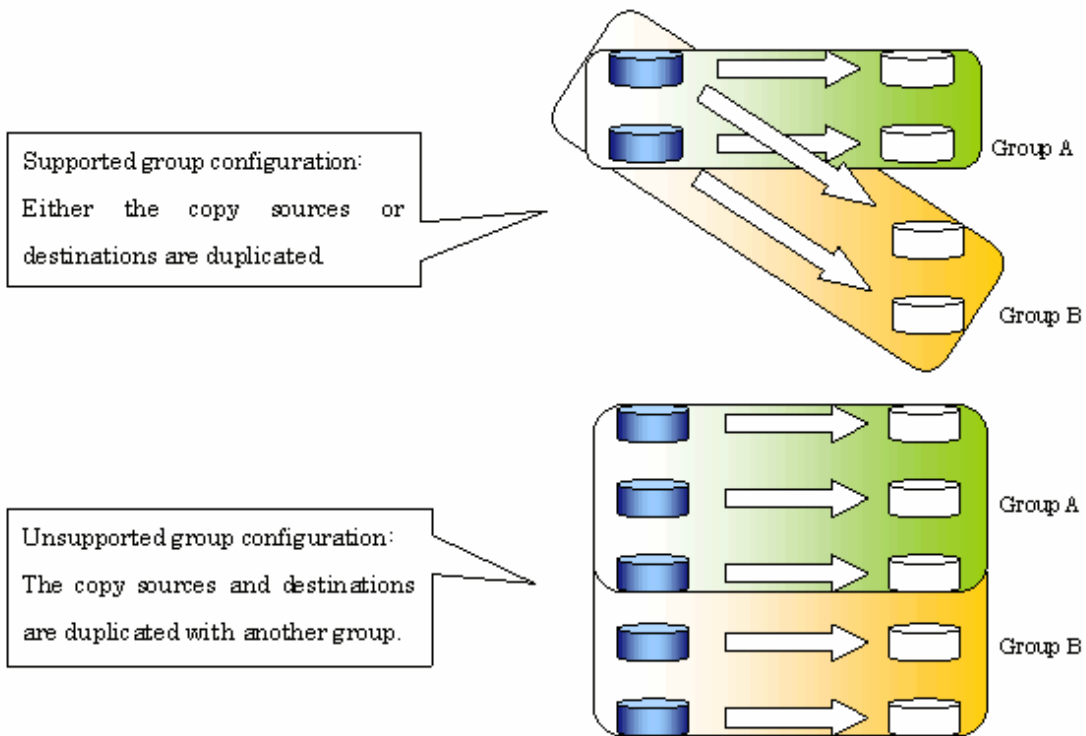 Supported group configuration:
Either the copy sources or
destinations are duplicated.
Group A
Group B
Unsupported group configuration:
The copy sources and destinations
are duplicated with another group.
Group A
Group B